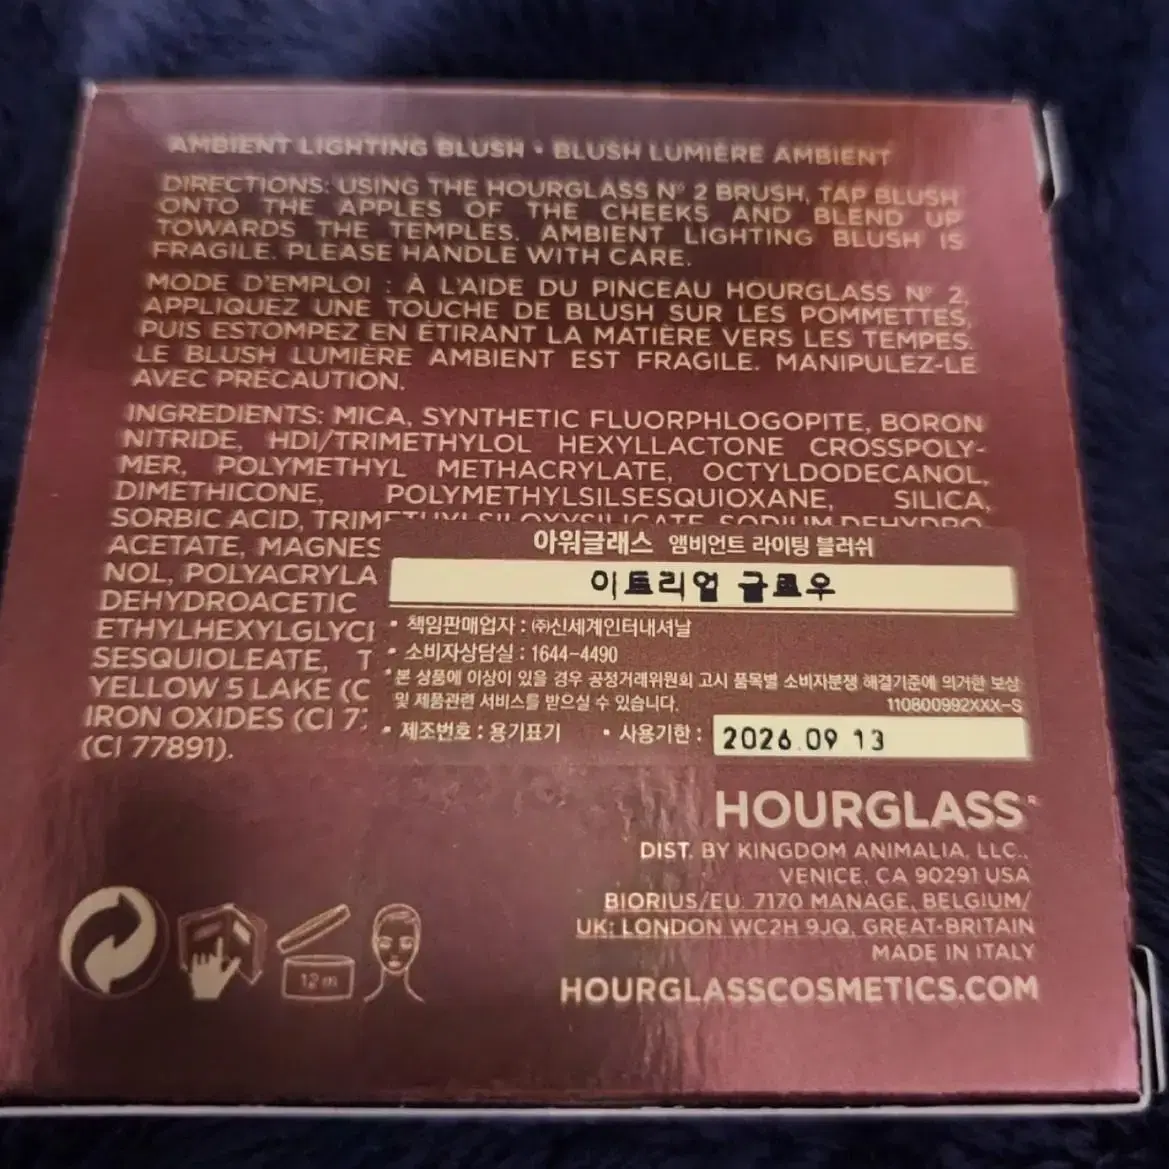 AMBIENT LIGHTING BLUSH • BLUSH LUMIÈRE AMBIENT
DIRECTIONS: USING THE HOURGLASS Nº 2 BRUSH, TAP BLUSH
ONTO THE APPLES OF THE CHEEKS AND BLEND UP
TOWARDS THE TEMPLES. AMBIENT LIGHTING BLUSH IS
FRAGILE. PLEASE HANDLE WITH CARE.
MODE D'EMPLOI : À L'AIDE DU PINCEAU HOURGLASS Nº 2,
APPLIQUEZ UNE TOUCHE DE BLUSH SUR LES POMMETTES,
PUIS ESTOMPEZ EN ÉTIRANT LA MATIÈRE VERS LES TEMPES.
LE BLUSH LUMIÈRE AMBIENT EST FRAGILE. MANIPULEZ-LE
AVEC PRÉCAUTION.
INGREDIENTS: MICA, SYNTHETIC FLUORPHLOGOPITE, BORON
NITRIDE, HDI/TRIMETHYLOL HEXYLLACTONE CROSSPOLY-
MER, POLYMETHYL METHACRYLATE, OCTYLDODECANOL,
DIMETHICONE, POLYMETHYLSILSESQUIOXANE, SILICA,
SORBIC ACID, TRIMETHYLSILOXYSILICATE, SODIUM DEHYDRO
ACETATE, MAGNES
NOL, POLYACRYLA
DEHYDROACETIC
ETHYLHEXYLGLYCE
SESQUIOLEATE, T
YELLOW 5 LAKE (C
IRON OXIDES (CI 77
(CI 77891).
아워글래스 앰비언트 라이팅 블러쉬
이트리얼 글로우
• 책임판매업자 : ㈜신세계인터내셔날
• 소비자상담실 : 1644-4490
*본 상품에 이상이 있을 경우 공정거래위원회 고시 품목별 소비자분쟁 해결기준에 의거한 보상
및 제품관련 서비스를 받으실 수 있습니다. 110800992XXX-S
• 제조번호 : 용기표기 • 사용기한 : 2026.09 13
HOURGLASS®
DIST. BY KINGDOM ANIMALIA, LLC.,
VENICE, CA 90291 USA
BIORIUS/EU: 7170 MANAGE, BELGIUM/
UK: LONDON WC2H 9JQ, GREAT-BRITAIN
MADE IN ITALY
HOURGLASSCOSMETICS.COM
12 m